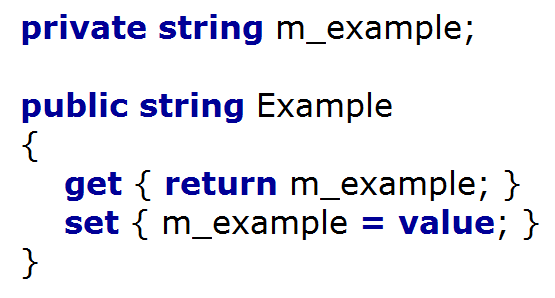 private string m_example;
public string Example
{
get { return m_example; }
set { m_example = value; }
}